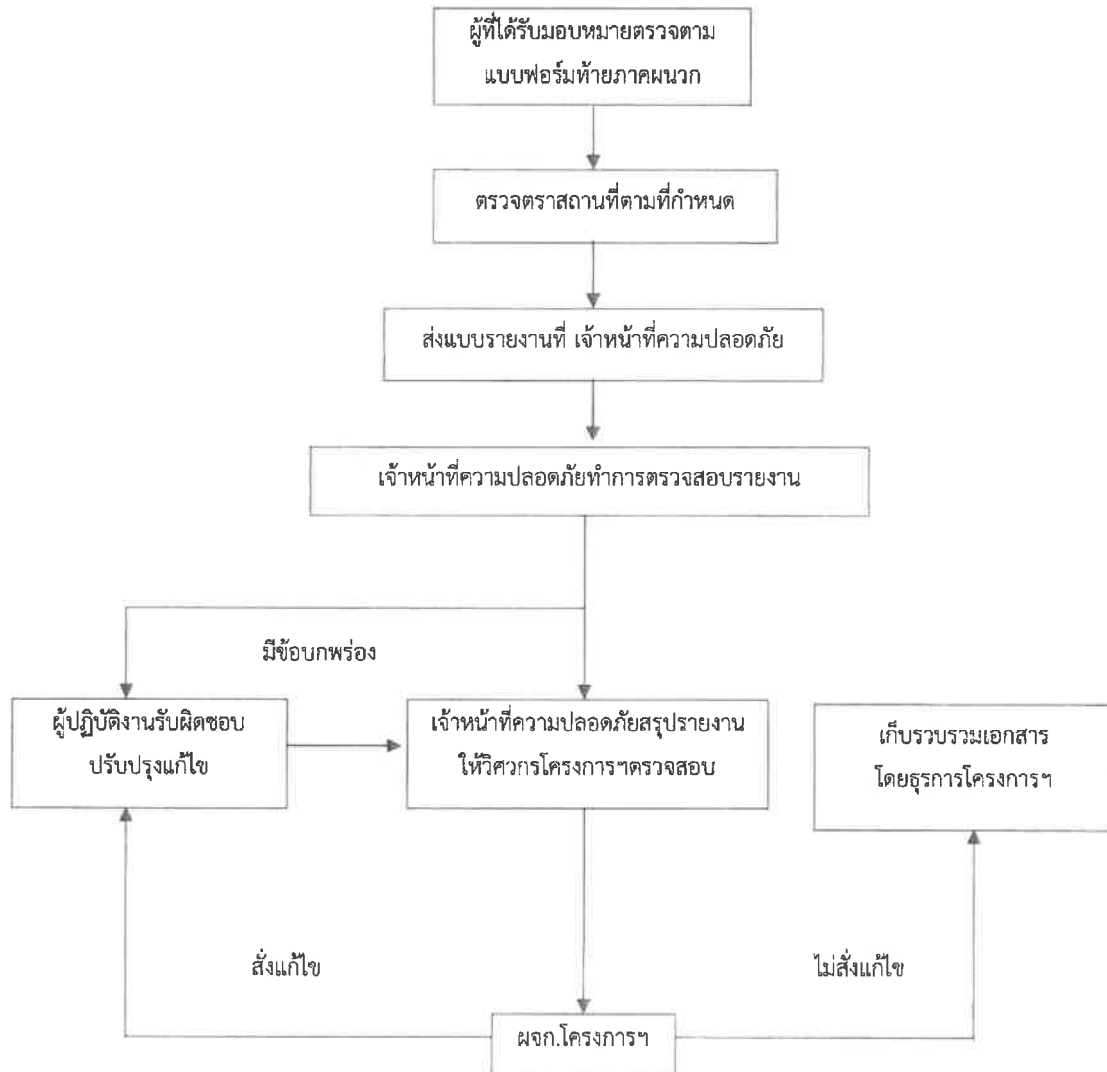 ผู้ที่ได้รับมอบหมายตรวจตาม
แบบฟอร์มท้ายภาคผนวก
ตรวจตราสถานที่ตามที่กำหนด
ส่งแบบรายงานที่ เจ้าหน้าที่ความปลอดภัย
เจ้าหน้าที่ความปลอดภัยทำการตรวจสอบรายงาน
มีข้อบกพร่อง
ผู้ปฏิบัติงานรับผิดชอบ
ปรับปรุงแก้ไข
เจ้าหน้าที่ความปลอดภัยสรุปรายงาน
ให้วิศวกรโครงการฯตรวจสอบ
เก็บรวบรวมเอกสาร
โดยธุรการโครงการฯ
สั่งแก้ไข
ไม่สั่งแก้ไข
ผจก.โครงการฯ